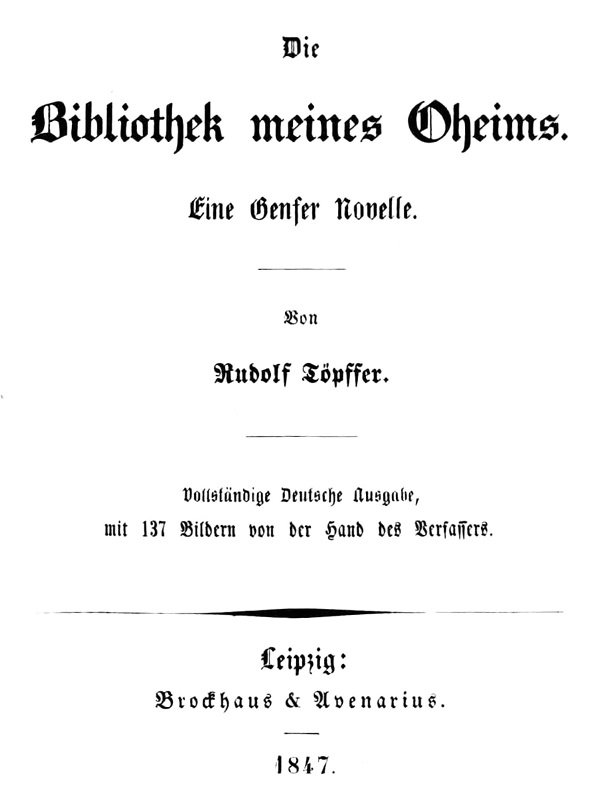 Die
Bibliothek meines Oheims.
Eine Genfer Novelle.
Von
Rudolf Töpffer.
Vollständige Deutsche Ausgabe,
mit 137 Bildern von der Hand des Verfassers.
Leipzig:
Brockhaus & Avenarius.
1847.